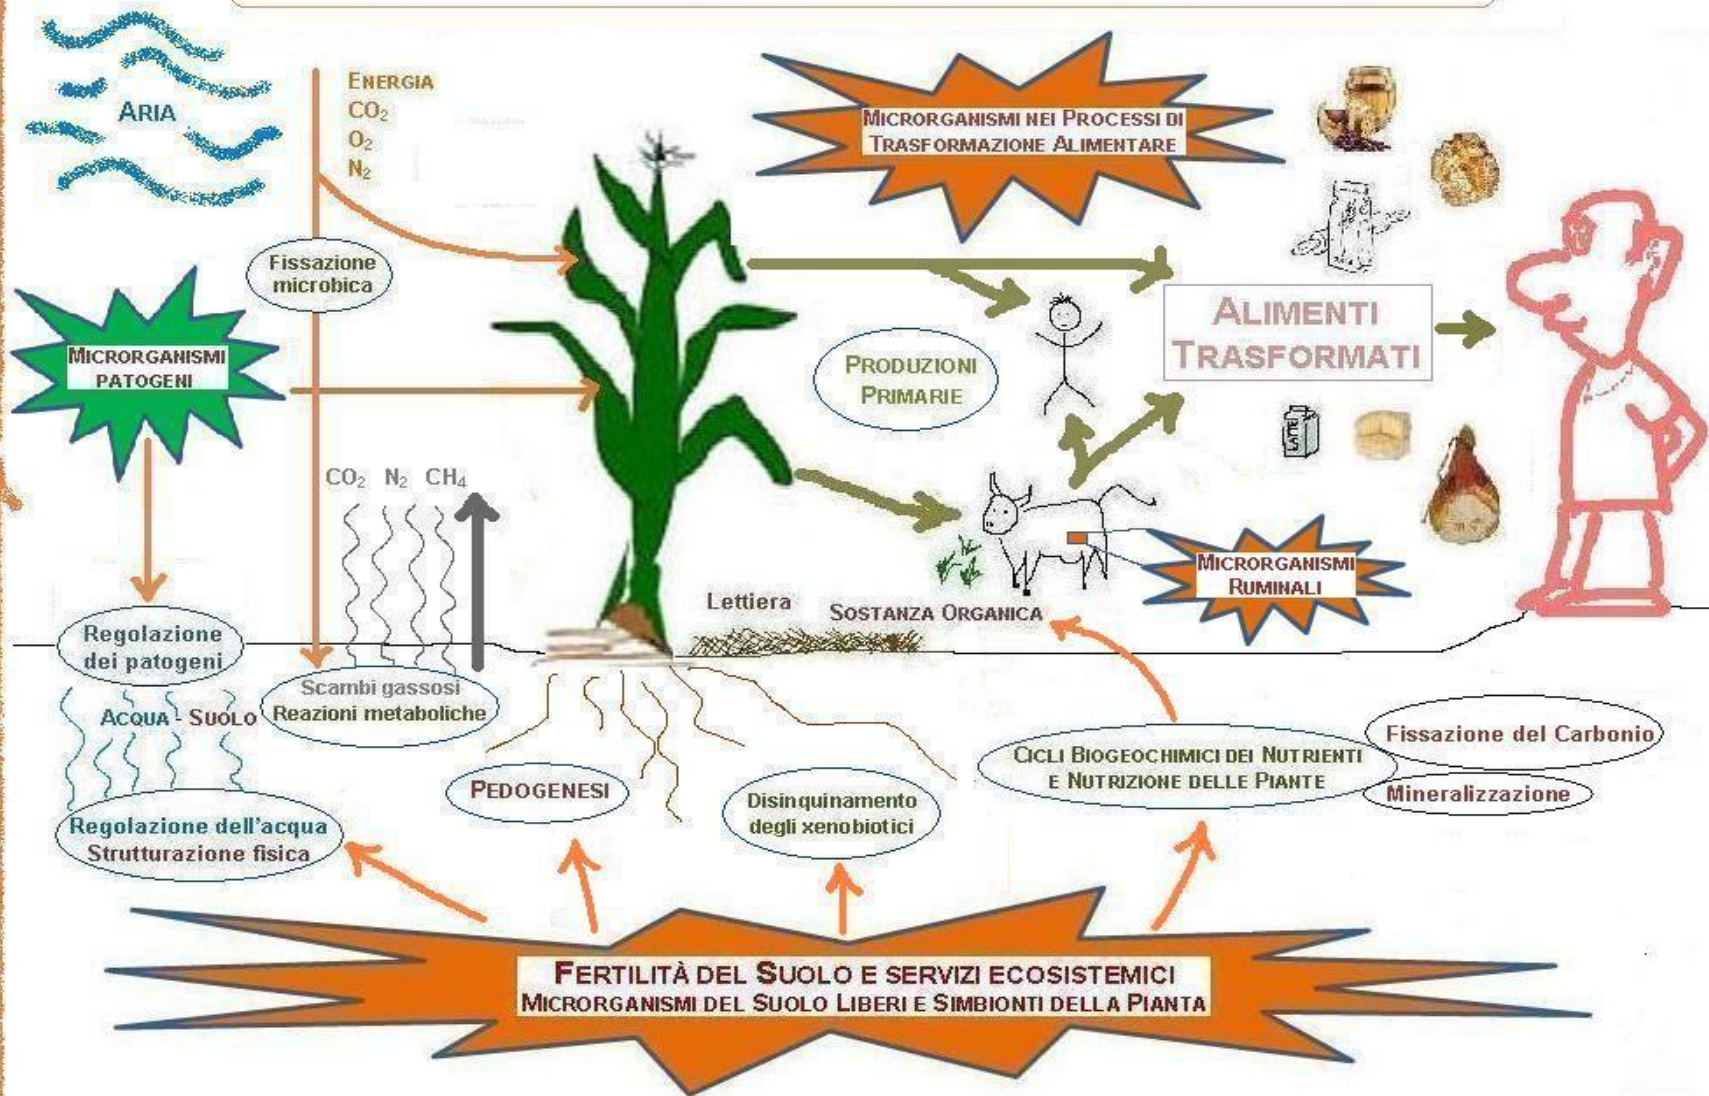 ARIA
ENERGIA
CO₂
O₂
N₂
MICRORGANISMI NEI PROCESSI DI
TRASFORMAZIONE ALIMENTARE
Fissazione
microbica
MICRORGANISMI
PATOGENI
PRODUZIONI
PRIMARIE
ALIMENTI
TRASFORMATI
LATTE
CO₂ N₂ CH₄
MICRORGANISMI
RUMINALI
Lettiera
SOSTANZA ORGANICA
Regolazione
dei patogeni
Scambi gassosi
Reazioni metaboliche
ACQUA - SUOLO
PEDOGENESI
Disinquinamento
degli xenobiotici
CICLI BIOGEOCHIMICI DEI NUTRIENTI
E NUTRIZIONE DELLE PIANTE
Fissazione del Carbonio
Mineralizzazione
Regolazione dell'acqua
Strutturazione fisica
FERTILITÀ DEL SUOLO E SERVIZI ECOSISTEMICI
MICRORGANISMI DEL SUOLO LIBERI E SIMBIONTI DELLA PIANTA